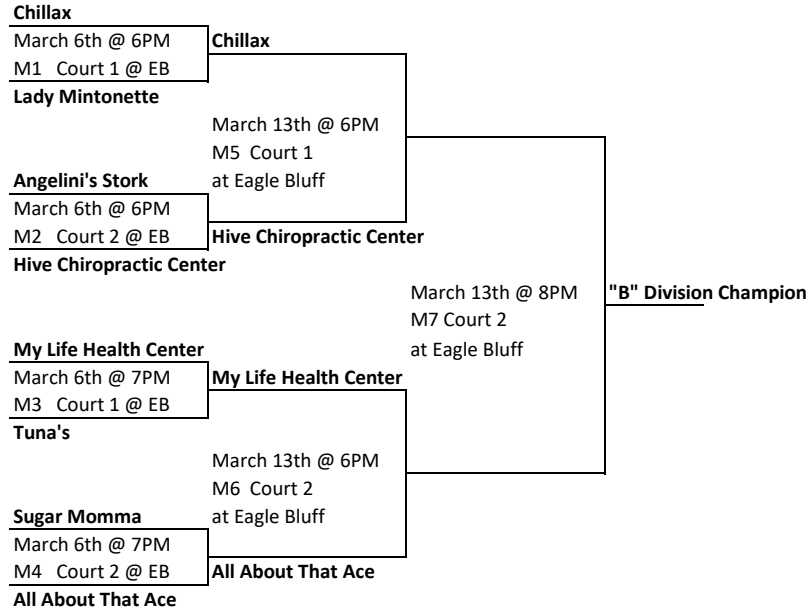 Chillax
March 6th @ 6PM
Chillax
M1 Court 1 @ EB
Lady Mintonette
March 13th @ 6PM
M5 Court 1
Angelini's Stork
at Eagle Bluff
March 6th @ 6PM
M2 Court 2 @ EB
Hive Chiropractic Center
Hive Chiropractic Center
March 13th @ 8PM
"B" Division Champion
M7 Court 2
My Life Health Center
at Eagle Bluff
March 6th @ 7PM
My Life Health Center
M3 Court 1 @ EB
Tuna's
March 13th @ 6PM
M6 Court 2
Sugar Momma
at Eagle Bluff
March 6th @ 7PM
M4 Court 2 @ EB
All About That Ace
All About That Ace